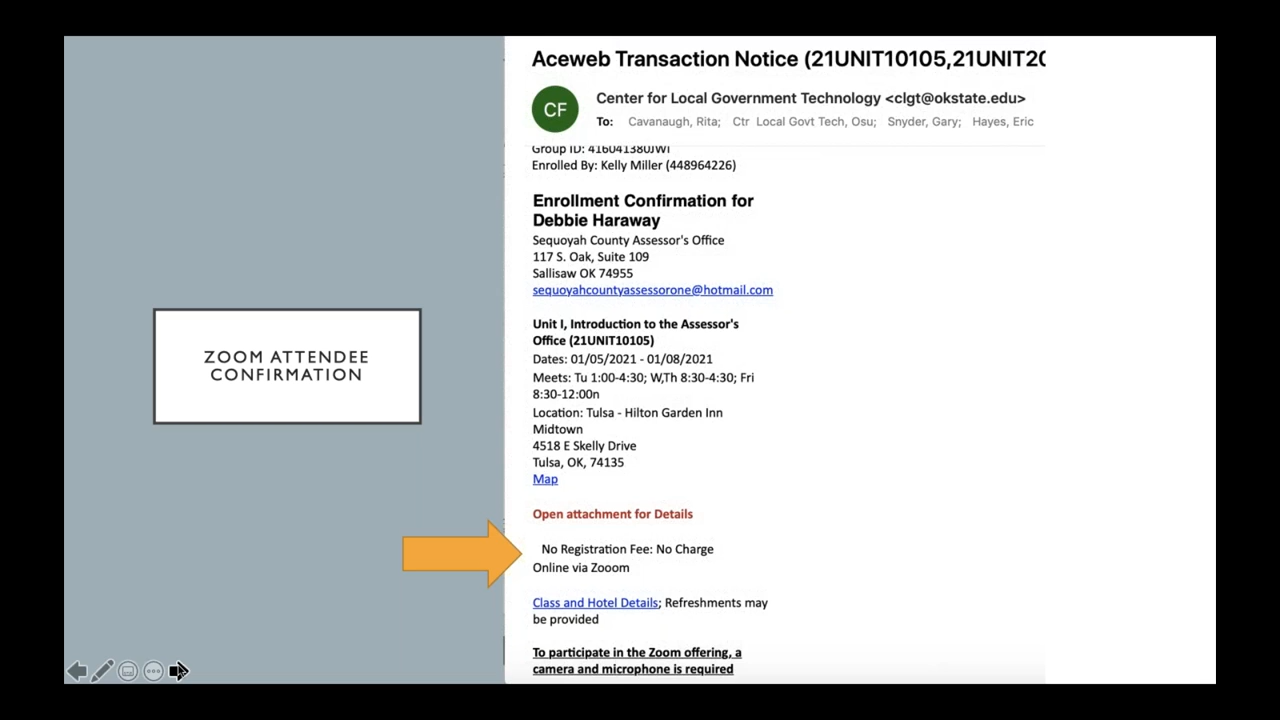 Aceweb Transaction Notice (21UNIT10105,21UNIT20
CF
Center for Local Government Technology <clgt@okstate.edu>
To: Cavanaugh, Rita; Ctr Local Govt Tech, Osu; Snyder, Gary; Hayes, Eric
Group ID: 416041380JWI
Enrolled By: Kelly Miller (448964226)
Enrollment Confirmation for
Debbie Haraway
Sequoyah County Assessor's Office
117 S. Oak, Suite 109
Sallisaw OK 74955
sequoyahcountyassessorone@hotmail.com
Unit I, Introduction to the Assessor's
Office (21UNIT10105)
Dates: 01/05/2021 - 01/08/2021
Meets: Tu 1:00-4:30; W,Th 8:30-4:30; Fri
8:30-12:00n
Location: Tulsa - Hilton Garden Inn
Midtown
4518 E Skelly Drive
Tulsa, OK, 74135
Map
Open attachment for Details
No Registration Fee: No Charge
Online via Zooom
Class and Hotel Details; Refreshments may
be provided
To participate in the Zoom offering, a
camera and microphone is required
ZOOM ATTENDEE
CONFIRMATION